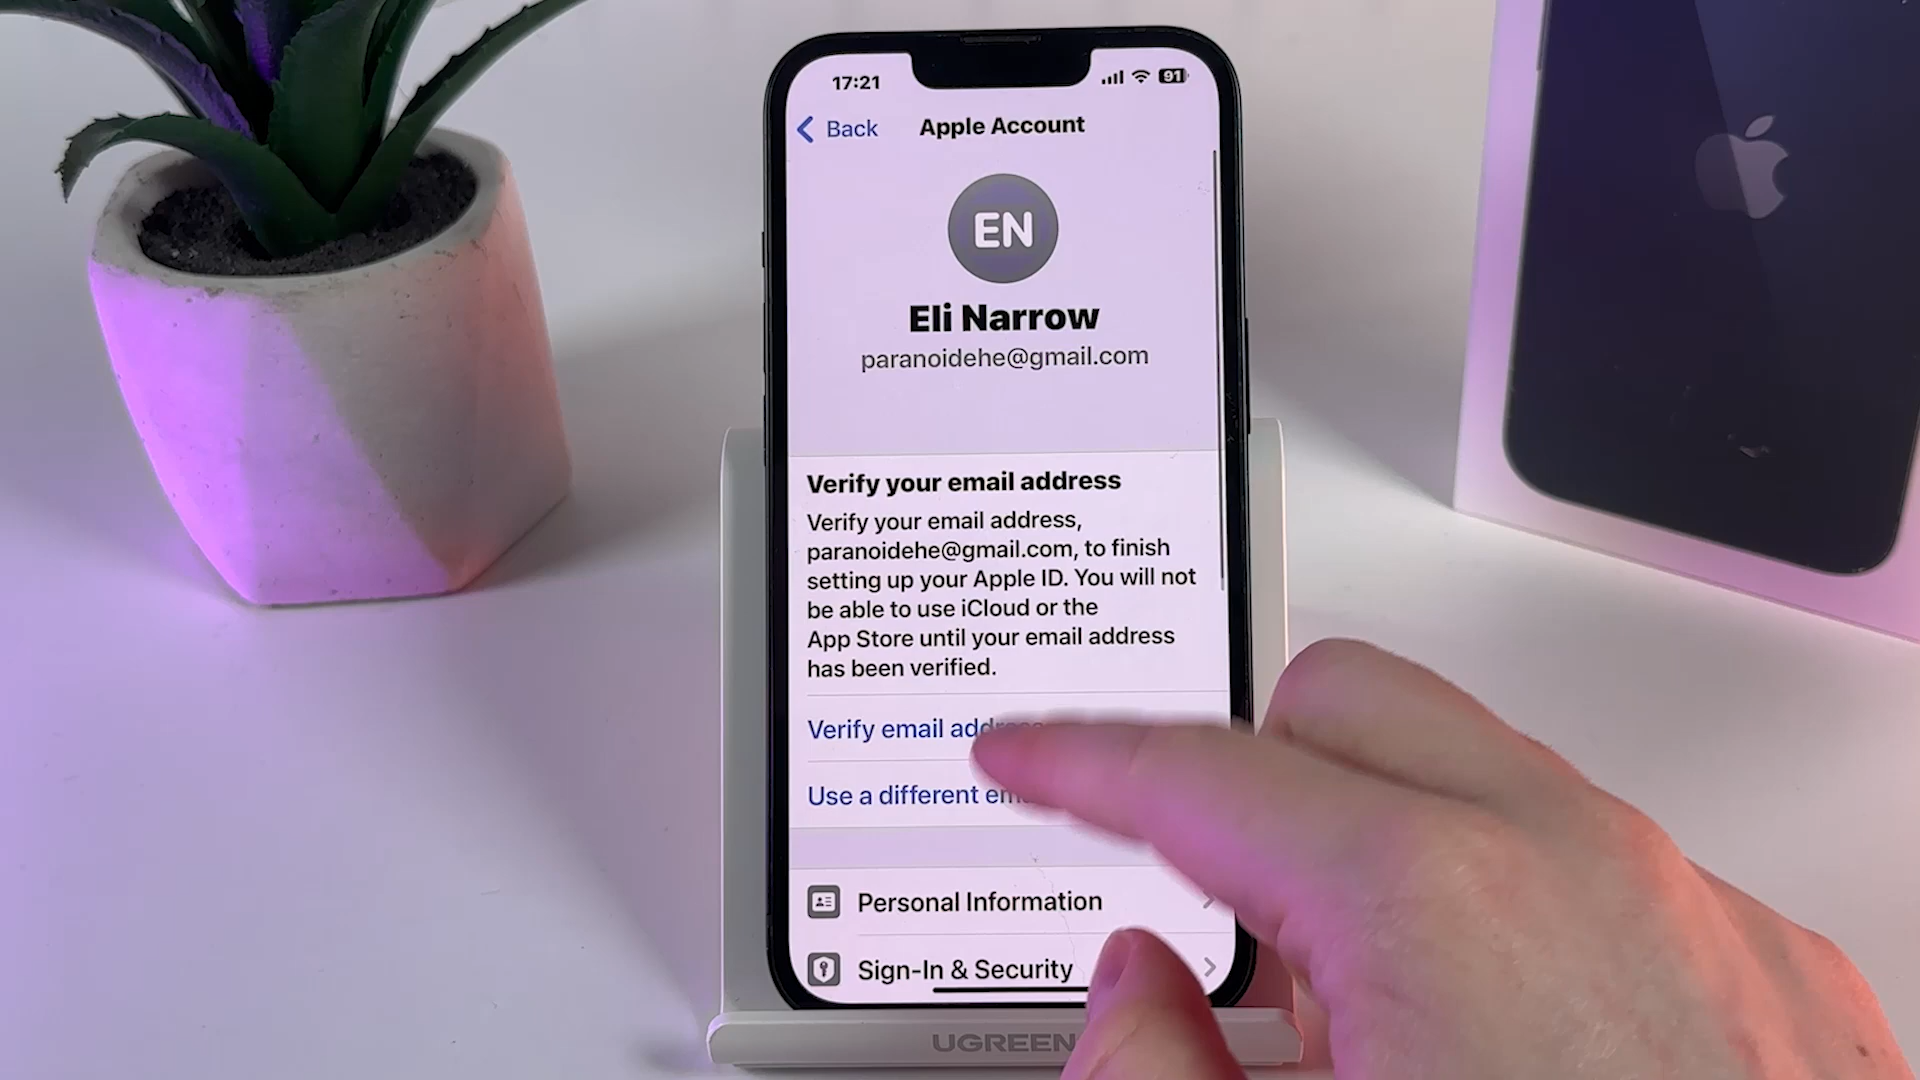 17:21
91
Back
Apple Account
EN
Eli Narrow
paranoidehe@gmail.com
Verify your email address
Verify your email address,
paranoidehe@gmail.com, to finish
setting up your Apple ID. You will not
be able to use iCloud or the
App Store until your email address
has been verified.
Verify email address
Use a different
Personal Information
Sign-In & Security
UGREEN